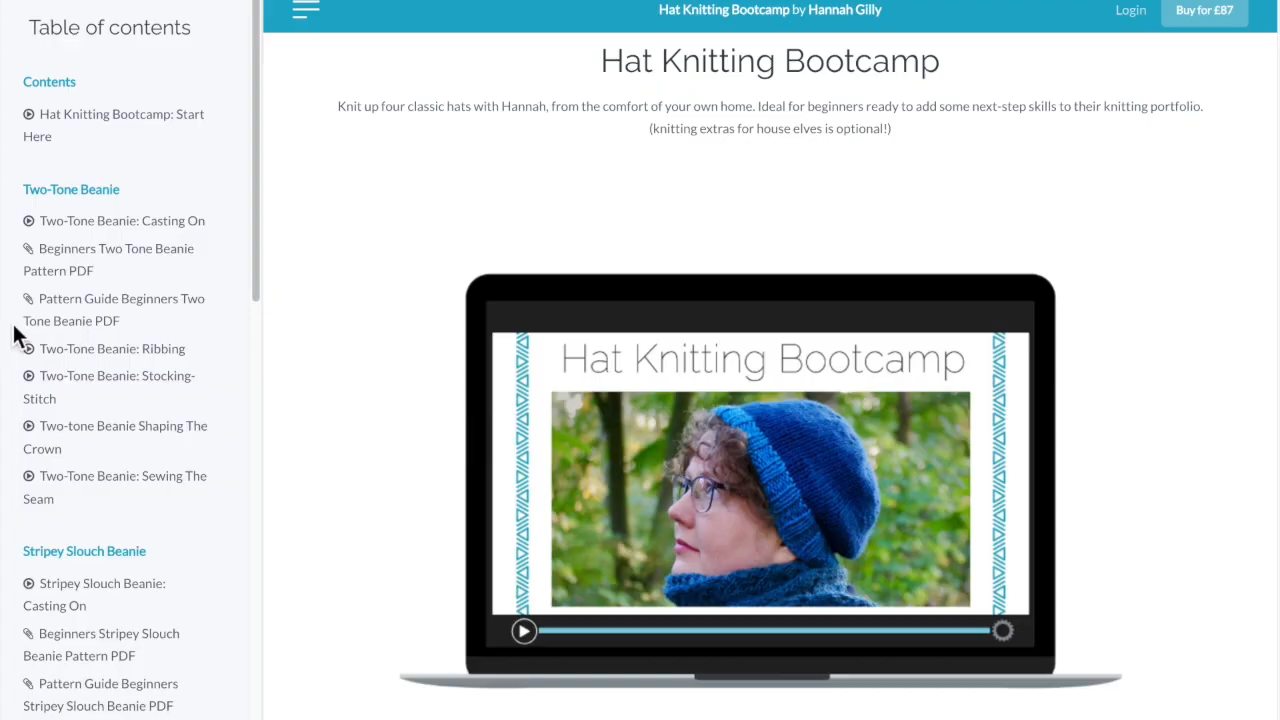 Table of contents
Contents
Hat Knitting Bootcamp: Start
Here
Two-Tone Beanie
Two-Tone Beanie: Casting On
Beginners Two Tone Beanie
Pattern PDF
Pattern Guide Beginners Two
Tone Beanie PDF
Two-Tone Beanie: Ribbing
Two-Tone Beanie: Stocking-
Stitch
Two-tone Beanie Shaping The
Crown
Two-Tone Beanie: Sewing The
Seam
Stripey Slouch Beanie
Stripey Slouch Beanie:
Casting On
Beginners Stripey Slouch
Beanie Pattern PDF
Pattern Guide Beginners
Stripey Slouch Beanie PDF
Hat Knitting Bootcamp by Hannah Gilly
Login
Buy for £87
Hat Knitting Bootcamp
Knit up four classic hats with Hannah, from the comfort of your own home. Ideal for beginners ready to add some next-step skills to their knitting portfolio.
(knitting extras for house elves is optional!)
Hat Knitting Bootcamp